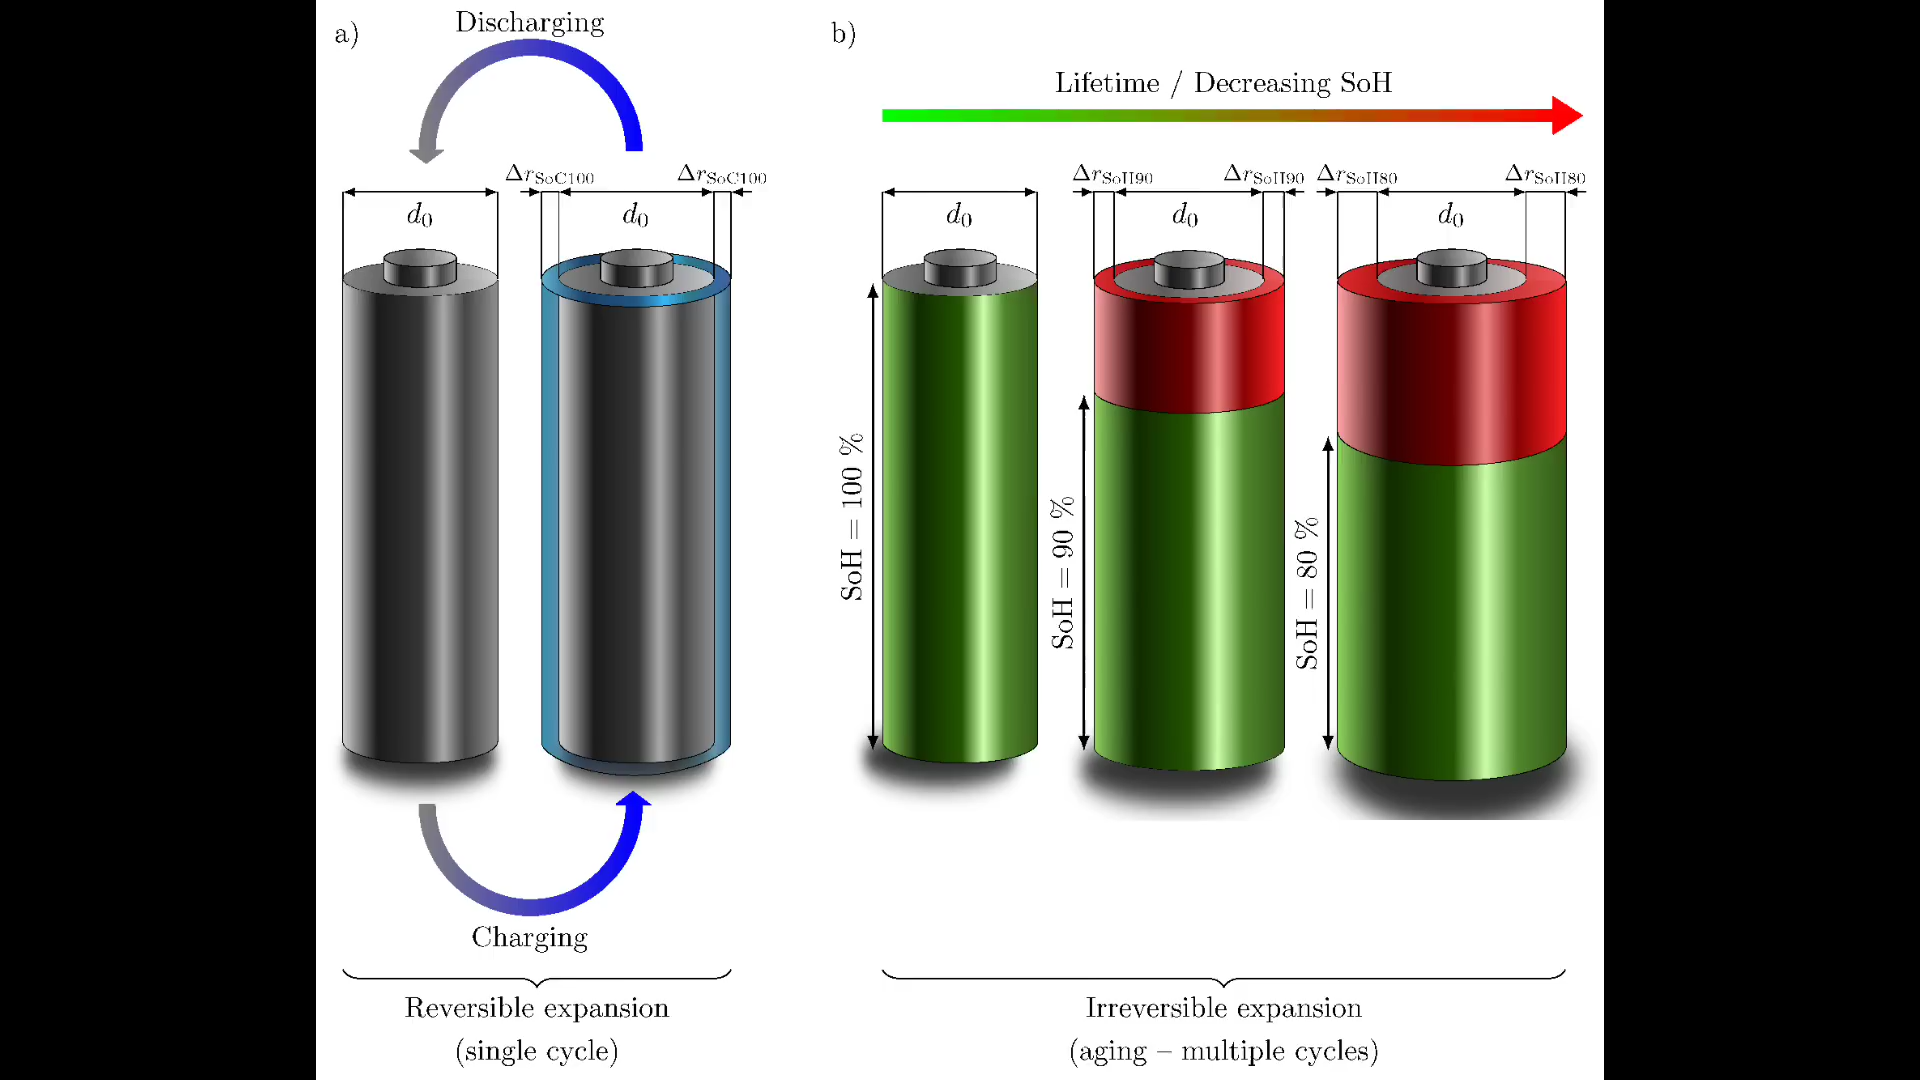 a)
Discharging
Δr_SoC100
Δr_SoC100
d_0
d_0
Charging
Reversible expansion
(single cycle)
b)
Lifetime / Decreasing SoH
Δr_SoH90
Δr_SoH90
Δr_SoH80
Δr_SoH80
d_0
d_0
d_0
SoH = 100 %
SoH = 90 %
SoH = 80 %
Irreversible expansion
(aging – multiple cycles)